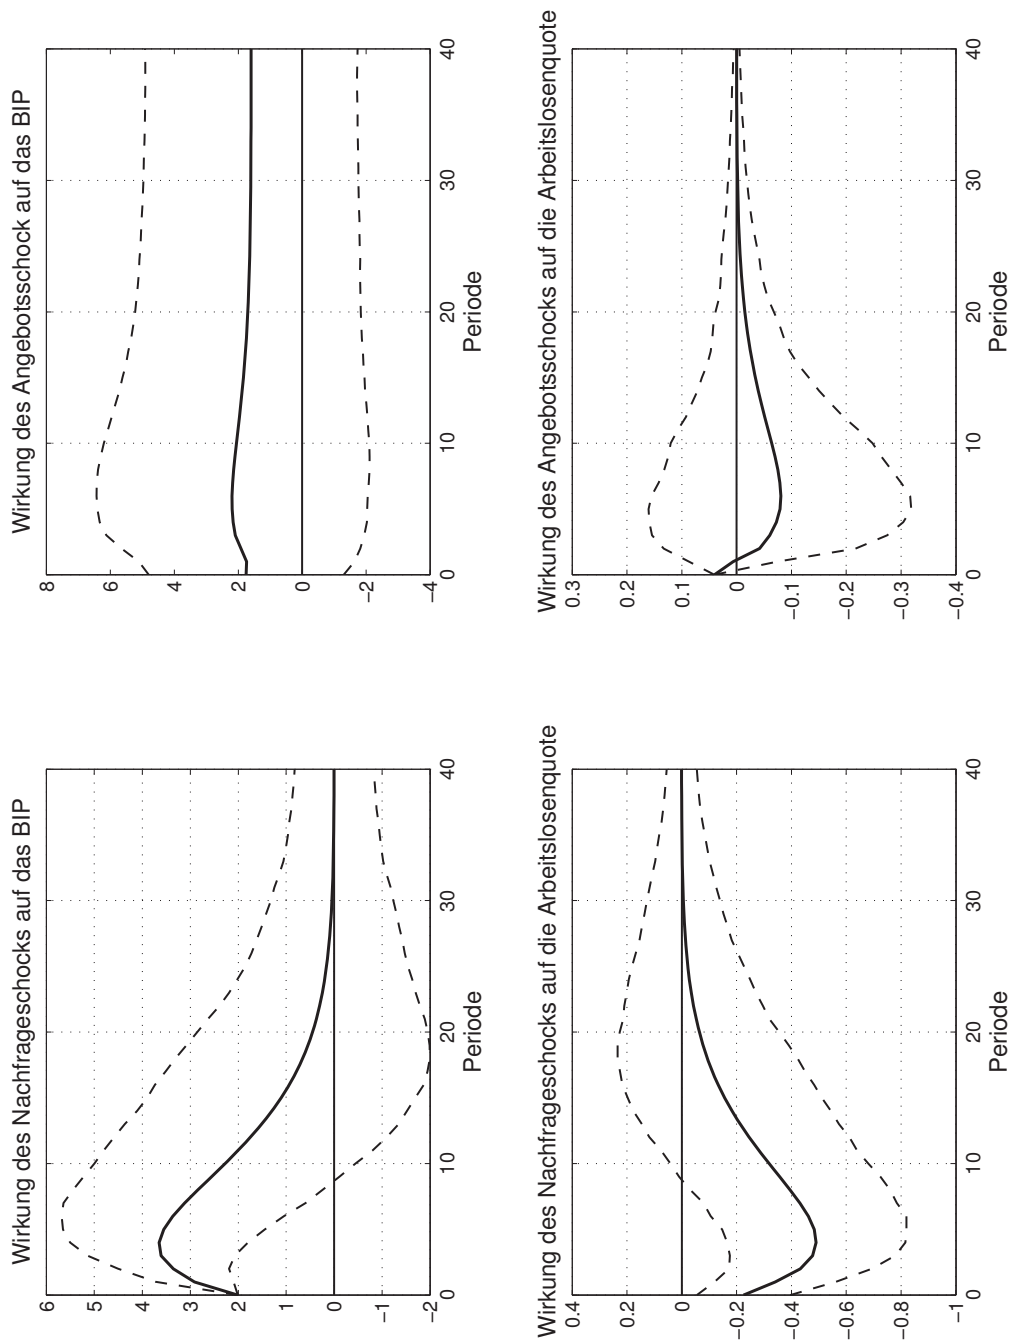 Wirkung des Nachfrageschocks auf das BIP
6
5
4
3
2
1
0
−1
−2
0 10 20 30 40
Periode
Wirkung des Angebotsschock auf das BIP
8
6
4
2
0
−2
−4
0 10 20 30 40
Periode
Wirkung des Nachfrageschocks auf die Arbeitslosenquote
0.4
0.2
0
−0.2
−0.4
−0.6
−0.8
−1
0 10 20 30 40
Periode
Wirkung des Angebotsschocks auf die Arbeitslosenquote
0.3
0.2
0.1
0
−0.1
−0.2
−0.3
−0.4
0 10 20 30 40
Periode